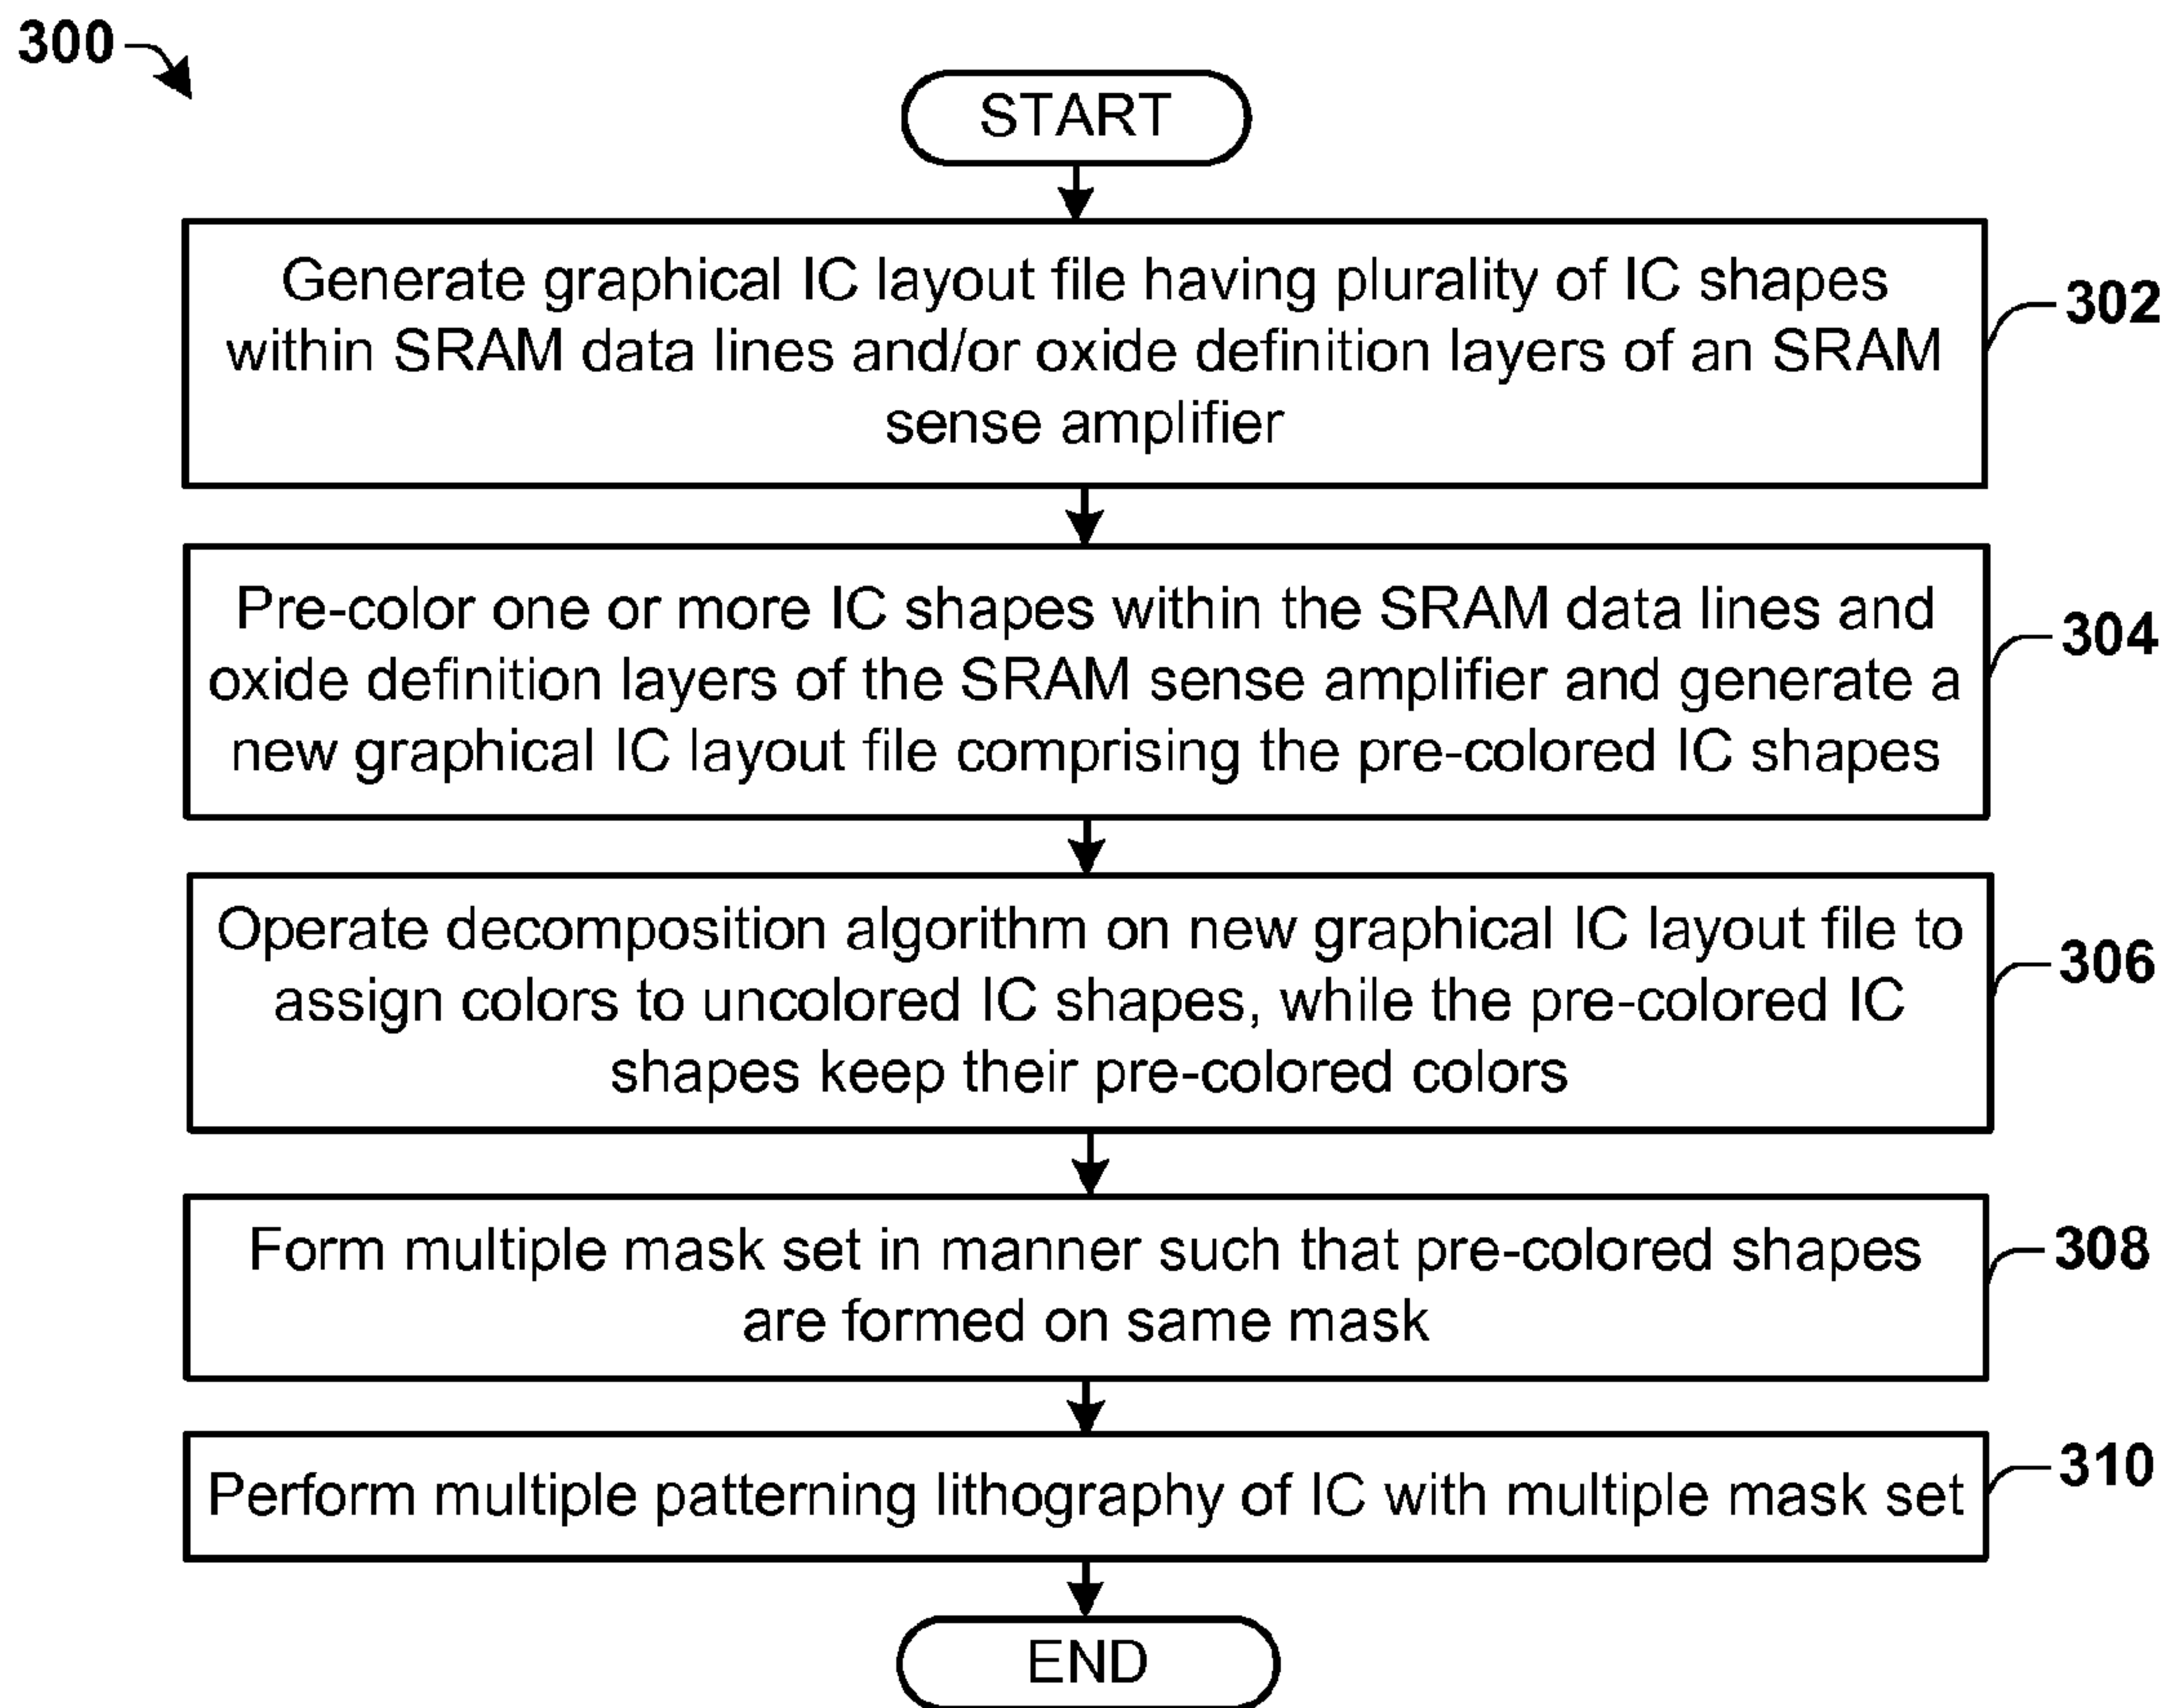 300
START
Generate graphical IC layout file having plurality of IC shapes
within SRAM data lines and/or oxide definition layers of an SRAM
sense amplifier
302
Pre-color one or more IC shapes within the SRAM data lines and
oxide definition layers of the SRAM sense amplifier and generate a
new graphical IC layout file comprising the pre-colored IC shapes
304
Operate decomposition algorithm on new graphical IC layout file to
assign colors to uncolored IC shapes, while the pre-colored IC
shapes keep their pre-colored colors
306
Form multiple mask set in manner such that pre-colored shapes
are formed on same mask
308
Perform multiple patterning lithography of IC with multiple mask set
310
END